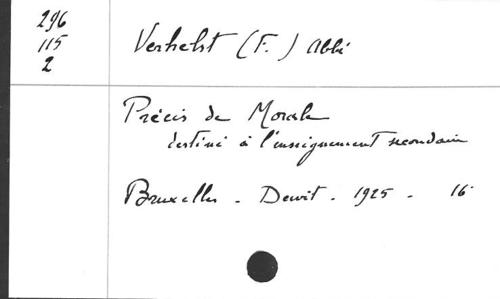 296
115
2
Verhelst (F.) Abbé
Précis de Morale
destiné à l'enseignement secondaire
Bruxelles - Dewit - 1925 - 16